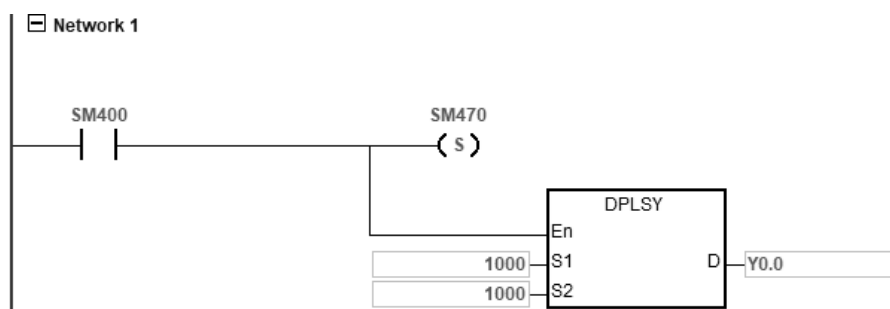 Network 1
SM400
SM470
S
DPLSY
En
1000 S1 D Y0.0
1000 S2